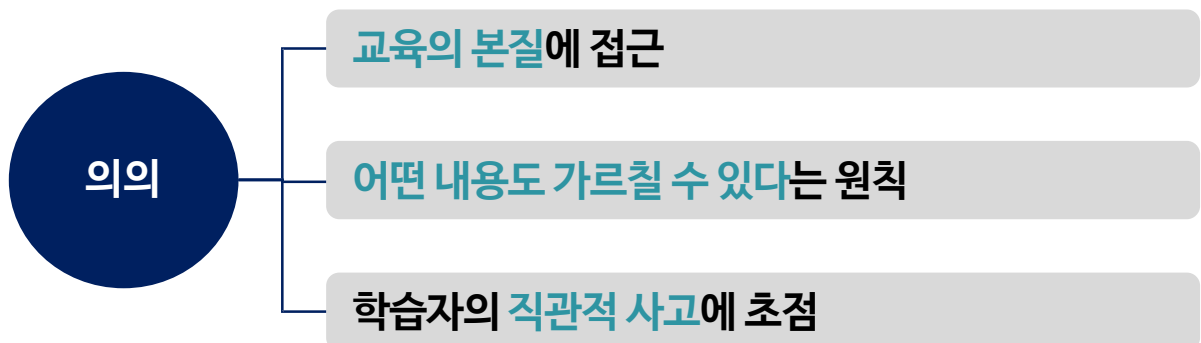 의의
교육의 본질에 접근
어떤 내용도 가르칠 수 있다는 원칙
학습자의 직관적 사고에 초점